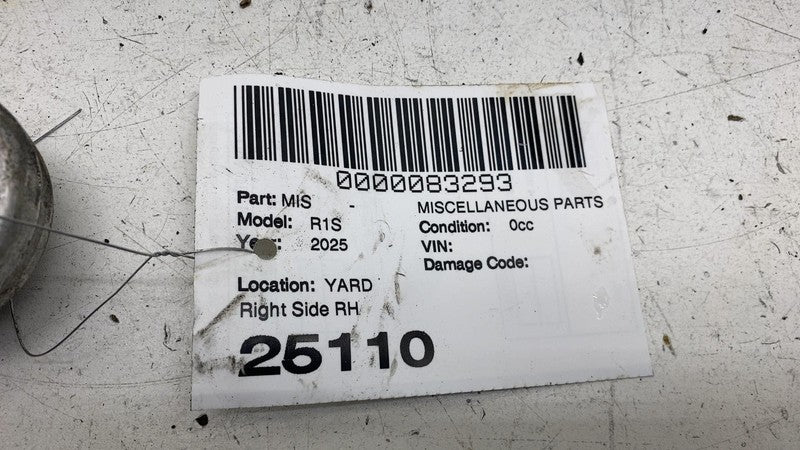 0000083293
Part: MIS - MISCELLANEOUS PARTS
Model: R1S Condition: 0cc
Year: 2025 VIN:
Damage Code:
Location: YARD
Right Side RH
25110